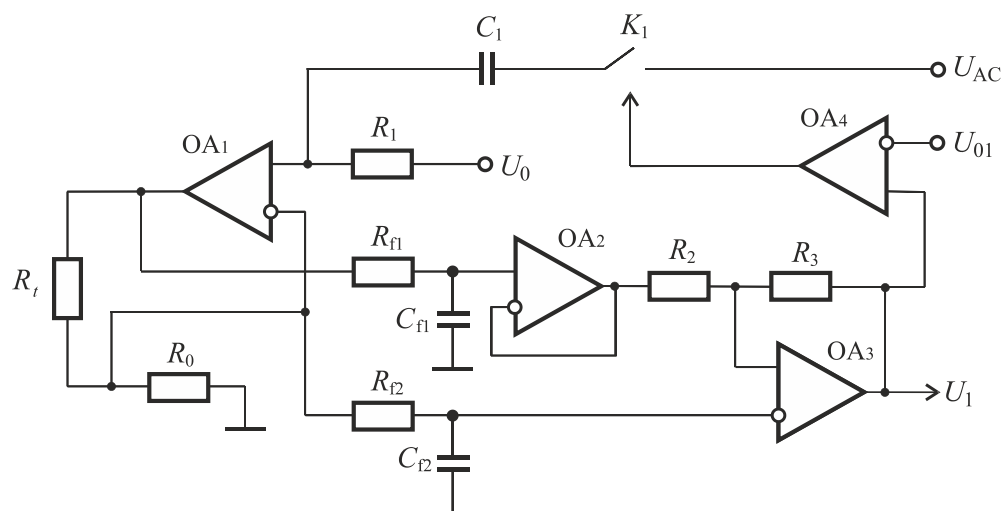 C1
K1
UAC
OA4
OA1
R1
U01
U0
Rf1
OA2
R2
R3
Rt
Cf1
OA3
R0
Rf2
U1
Cf2